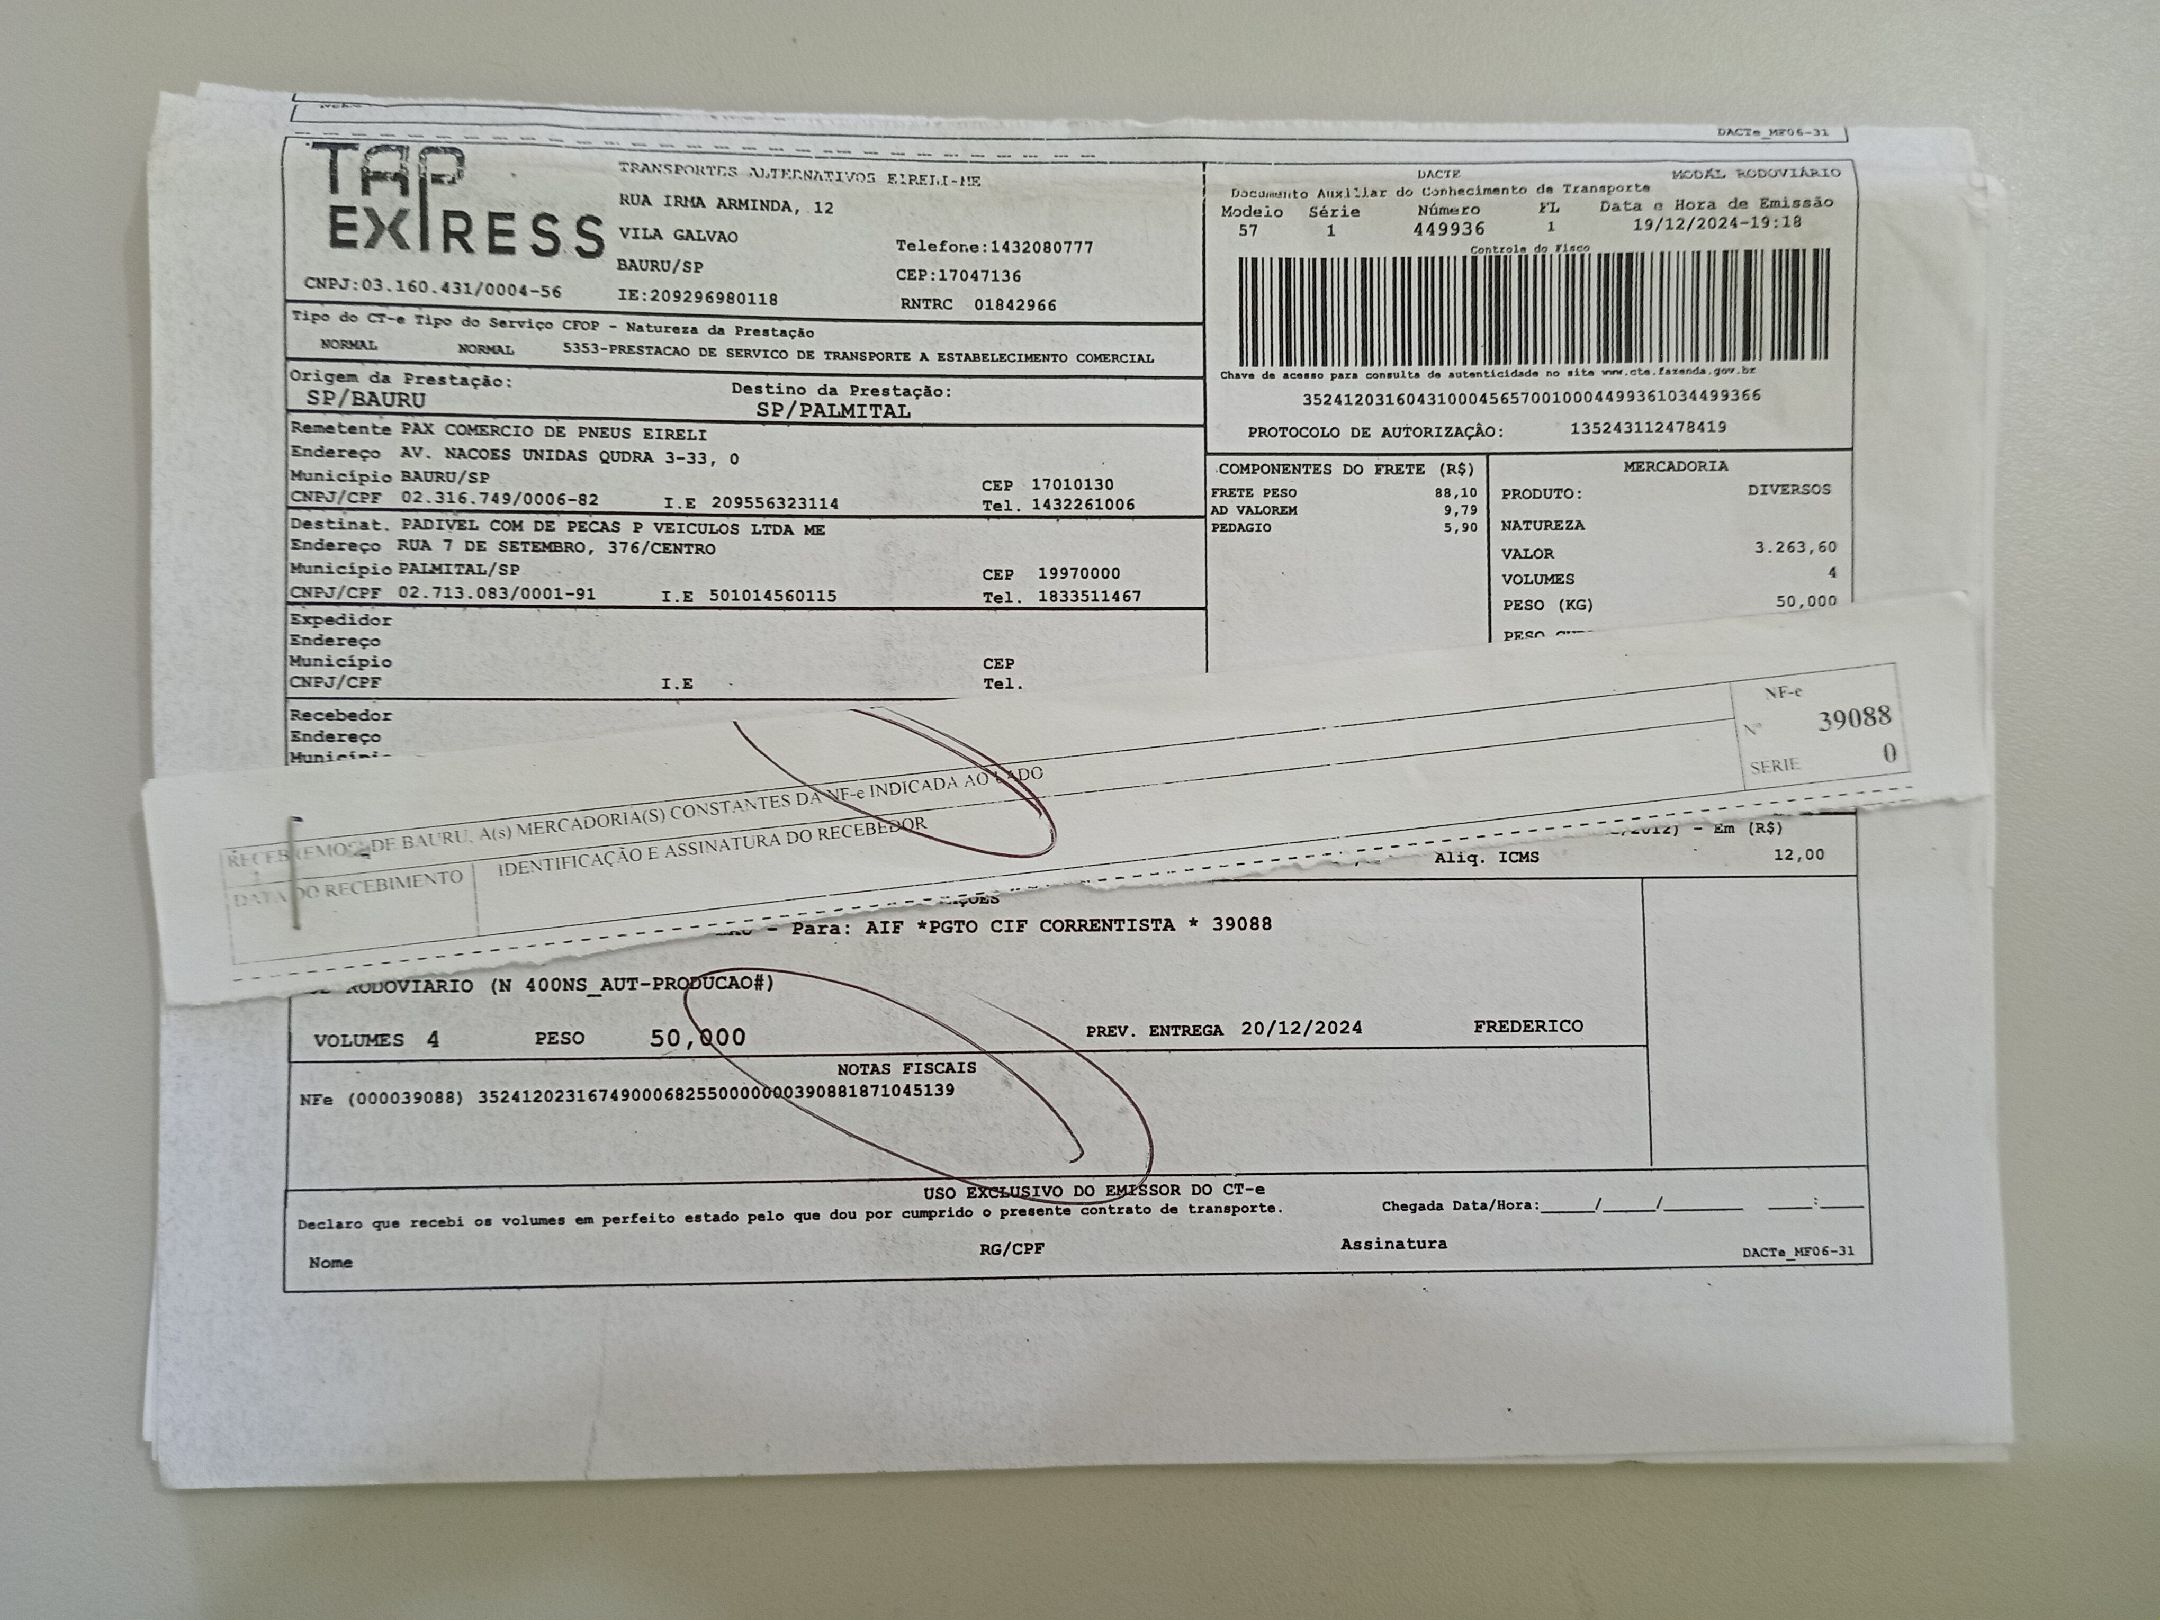 DACTe_MF06-31
TAP EXPRESS
TRANSPORTES ALTERNATIVOS EIRELI-ME
RUA IRMA ARMINDA, 12
VILA GALVAO
Telefone:1432080777
BAURU/SP
CEP:17047136
CNPJ:03.160.431/0004-56
IE:209296980118
RNTRC 01842966
DACTE MODAL RODOVIÁRIO
Documento Auxiliar do Conhecimento de Transporte
Modelo Série Número FL Data e Hora de Emissão
57 1 449936 1 19/12/2024-19:18
Controle do Fisco
Chave de acesso para consulta de autenticidade no site www.cte.fazenda.gov.br
35241203160431000456570010004499361034499366
PROTOCOLO DE AUTORIZAÇÃO: 135243112478419
Tipo do CT-e Tipo do Serviço CFOP - Natureza da Prestação
NORMAL NORMAL 5353-PRESTACAO DE SERVICO DE TRANSPORTE A ESTABELECIMENTO COMERCIAL
Origem da Prestação: Destino da Prestação:
SP/BAURU SP/PALMITAL
Remetente PAX COMERCIO DE PNEUS EIRELI
Endereço AV. NACOES UNIDAS QUDRA 3-33, 0
Município BAURU/SP CEP 17010130
CNPJ/CPF 02.316.749/0006-82 I.E 209556323114 Tel. 1432261006
Destinat. PADIVEL COM DE PECAS P VEICULOS LTDA ME
Endereço RUA 7 DE SETEMBRO, 376/CENTRO
Município PALMITAL/SP CEP 19970000
CNPJ/CPF 02.713.083/0001-91 I.E 501014560115 Tel. 1833511467
Expedidor
Endereço
Município CEP
CNPJ/CPF I.E Tel.
Recebedor
Endereço
COMPONENTES DO FRETE (R$)
FRETE PESO 88,10
AD VALOREM 9,79
PEDAGIO 5,90
MERCADORIA
PRODUTO: DIVERSOS
NATUREZA
VALOR 3.263,60
VOLUMES 4
PESO (KG) 50,000
PESO
RECEBEMOS DE BAURU, A(s) MERCADORIA(S) CONSTANTES DA NF-e INDICADA AO LADO
DATA DO RECEBIMENTO IDENTIFICAÇÃO E ASSINATURA DO RECEBEDOR
NF-e
Nº 39088
SERIE 0
2012) - Em (R$)
Aliq. ICMS 12,00
- Para: AIF *PGTO CIF CORRENTISTA * 39088
RODOVIARIO (N 400NS_AUT-PRODUCAO#)
VOLUMES 4 PESO 50,000 PREV. ENTREGA 20/12/2024 FREDERICO
NOTAS FISCAIS
NFe (000039088) 35241202316749000682550000000390881871045139
USO EXCLUSIVO DO EMISSOR DO CT-e
Declaro que recebi os volumes em perfeito estado pelo que dou por cumprido o presente contrato de transporte.
Chegada Data/Hora:_____/_____/________ ____:____
Nome RG/CPF Assinatura
DACTe_MF06-31